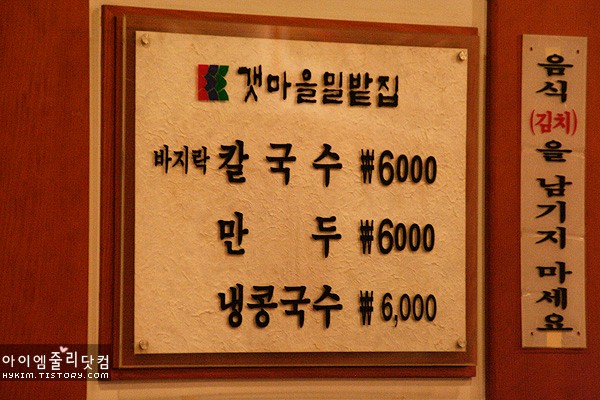 갯마을밀밭집
바지락 칼국수 ₩6000
만두 ₩6000
냉콩국수 ₩6,000
음식(김치)을 남기지 마세요
아이엠줄리닷컴
HYKIM.TISTORY.COM